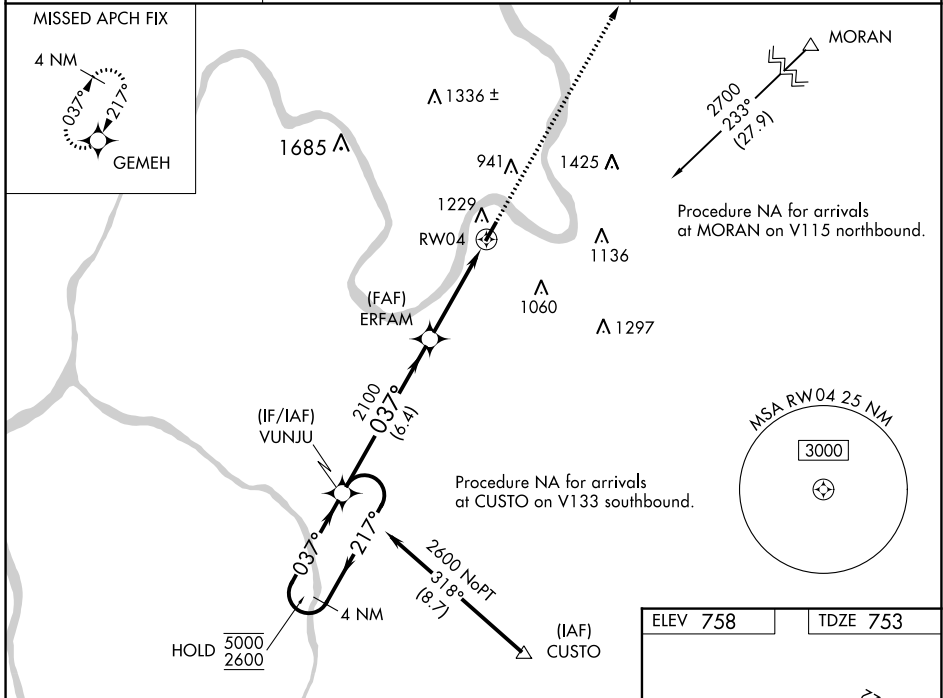 MISSED APCH FIX
4 NM
037°
217°
GEMEH
MORAN
2700
233°
(27.9)
1336 ±
1685
941
1425
1229
RW04
1136
1060
1297
Procedure NA for arrivals
at MORAN on V115 northbound.
(FAF)
ERFAM
2100
037°
(6.4)
(IF/IAF)
VUNJU
MSA RW04 25 NM
3000
Procedure NA for arrivals
at CUSTO on V133 southbound.
037°
217°
4 NM
2600 NoPT
318°
(8.7)
HOLD 5000
2600
(IAF)
CUSTO
ELEV 758
TDZE 753